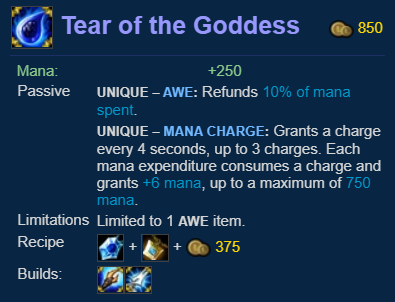 Tear of the Goddess 850
Mana: +250
Passive UNIQUE – AWE: Refunds 10% of mana
spent.
UNIQUE – MANA CHARGE: Grants a charge
every 4 seconds, up to 3 charges. Each
mana expenditure consumes a charge and
grants +6 mana, up to a maximum of 750
mana.
Limitations Limited to 1 AWE item.
Recipe + + 375
Builds: